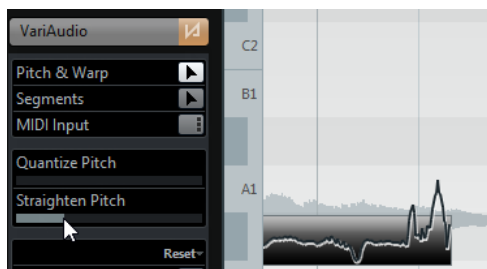 VariAudio
Pitch & Warp
Segments
MIDI Input
Quantize Pitch
Straighten Pitch
Reset
C2
B1
A1